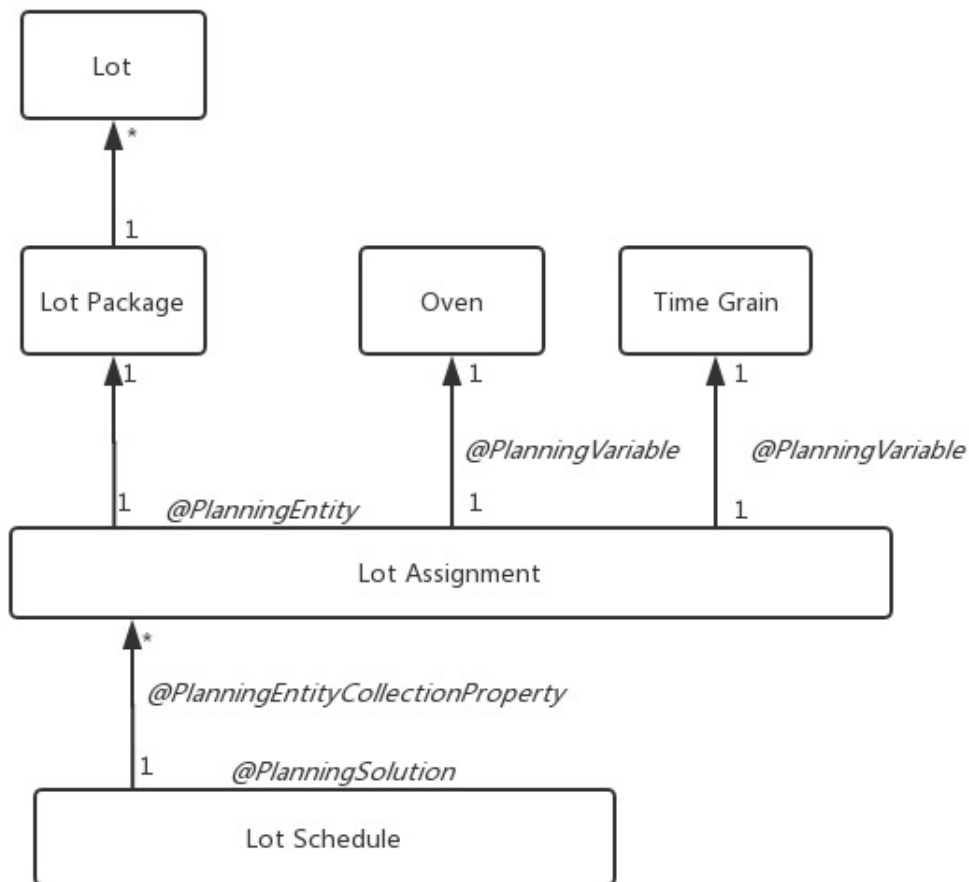 Lot
*
1
Lot Package
Oven
Time Grain
1
1
1
@PlanningVariable
@PlanningVariable
1
@PlanningEntity
1
1
Lot Assignment
*
@PlanningEntityCollectionProperty
1
@PlanningSolution
Lot Schedule